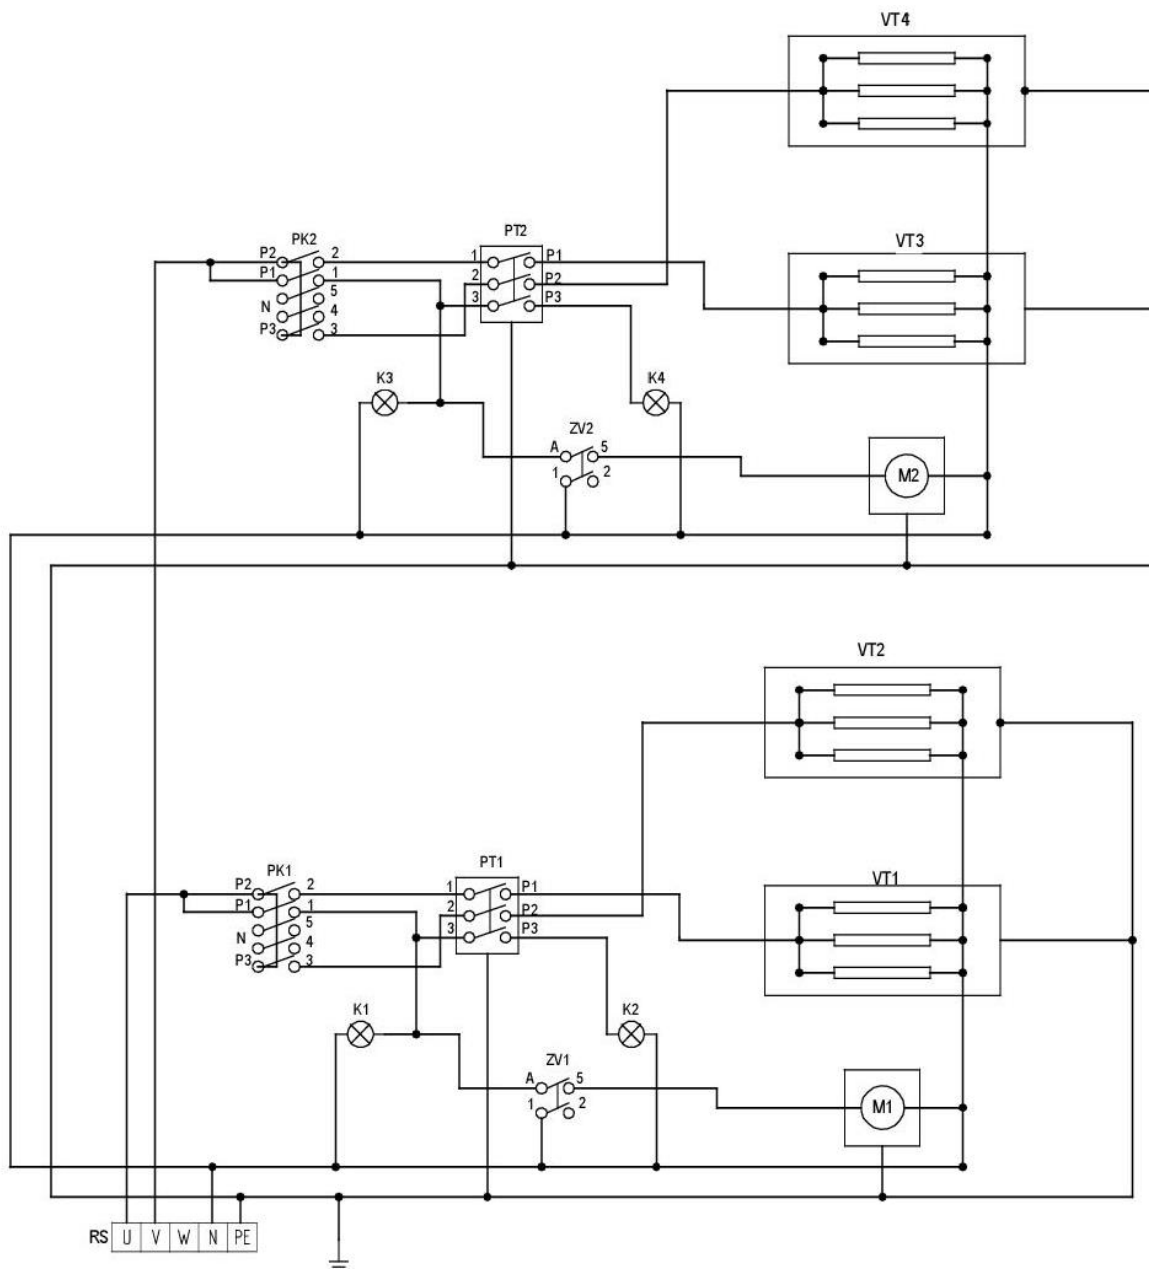 VT4
VT3
PK2
PT2
P2 2 1 P1
P1 1 2 P2
5 3 P3
N 4
P3 3
K3 K4
ZV2
A 5
1 2
M2
VT2
VT1
PK1
PT1
P2 2 1 P1
P1 1 2 P2
5 3 P3
N 4
P3 3
K1 K2
ZV1
A 5
1 2
M1
RS U V W N PE